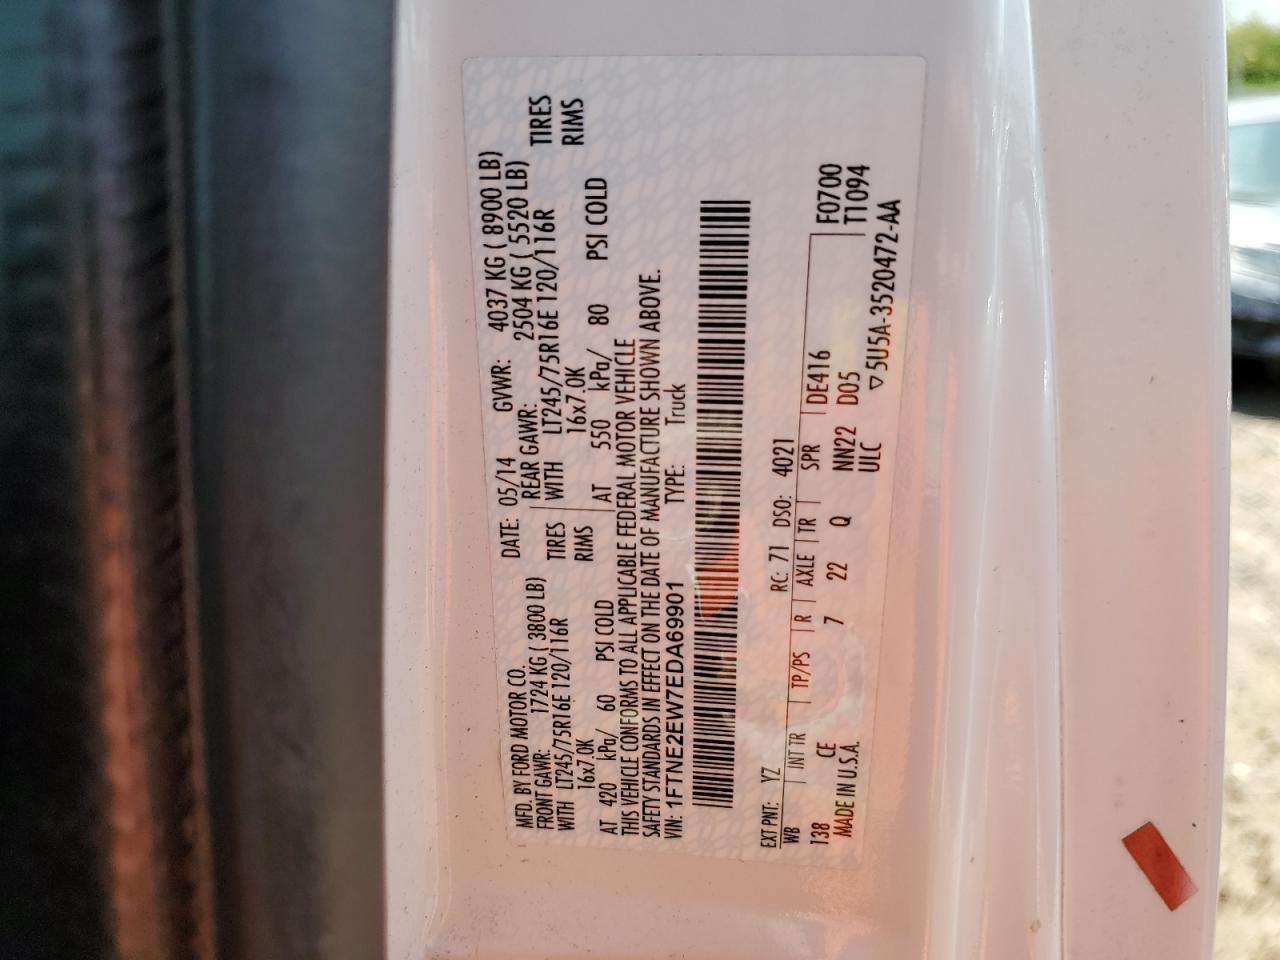 MFD. BY FORD MOTOR CO. DATE: 05/14 GVWR: 4037 KG ( 8900 LB)
FRONT GAWR: 1724 KG ( 3800 LB) REAR GAWR: 2504 KG ( 5520 LB)
WITH LT245/75R16E 120/116R TIRES WITH LT245/75R16E 120/116R TIRES
16x7.0K RIMS 16x7.0K RIMS
AT 420 kPa/ 60 PSI COLD AT 550 kPa/ 80 PSI COLD
THIS VEHICLE CONFORMS TO ALL APPLICABLE FEDERAL MOTOR VEHICLE
SAFETY STANDARDS IN EFFECT ON THE DATE OF MANUFACTURE SHOWN ABOVE.
VIN: 1FTNE2EW7EDA69901 TYPE: Truck
EXT PNT: YZ RC: 71 DSO: 4021
WB INT TR TP/PS R AXLE TR SPR DE416 F0700
138 CE 7 22 Q NN22 D05 T1094
MADE IN U.S.A. ULC ▽5U5A-3520472-AA